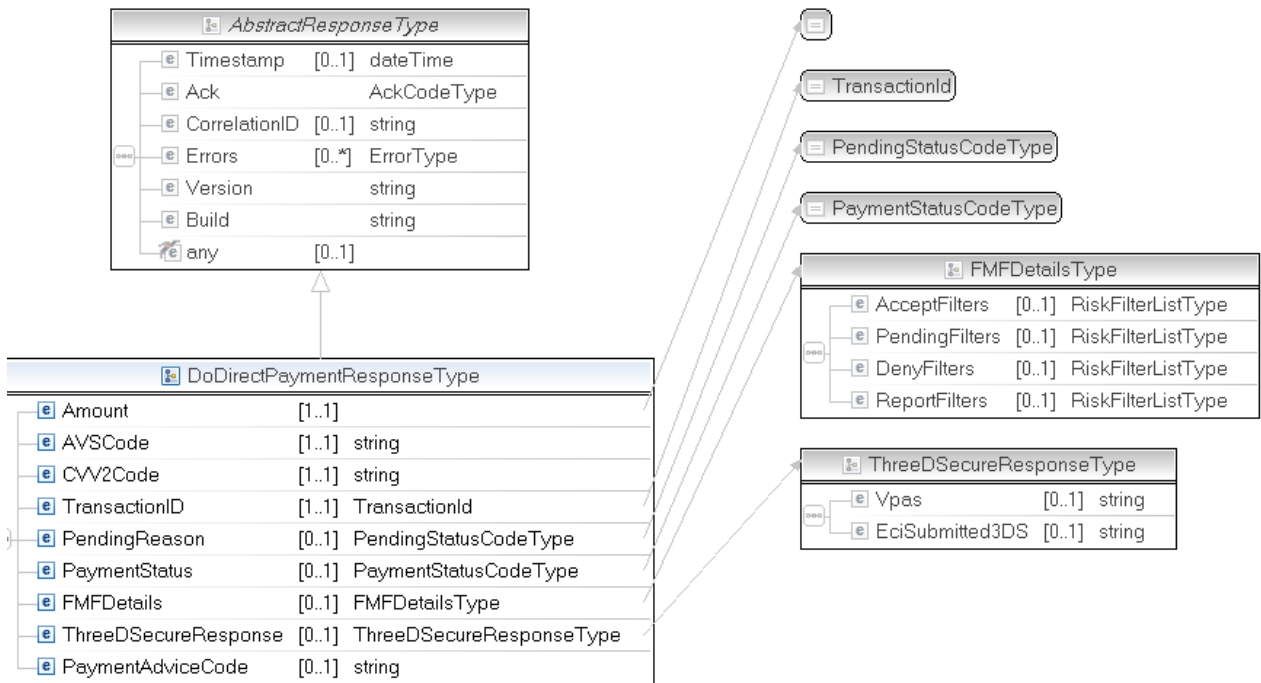 AbstractResponseType
Timestamp [0..1] dateTime
Ack AckCodeType
CorrelationID [0..1] string
Errors [0..*] ErrorType
Version string
Build string
any [0..1]
DoDirectPaymentResponseType
Amount [1..1]
AVSCode [1..1] string
CVV2Code [1..1] string
TransactionID [1..1] TransactionId
PendingReason [0..1] PendingStatusCodeType
PaymentStatus [0..1] PaymentStatusCodeType
FMFDetails [0..1] FMFDetailsType
ThreeDSecureResponse [0..1] ThreeDSecureResponseType
PaymentAdviceCode [0..1] string
TransactionId
PendingStatusCodeType
PaymentStatusCodeType
FMFDetailsType
AcceptFilters [0..1] RiskFilterListType
PendingFilters [0..1] RiskFilterListType
DenyFilters [0..1] RiskFilterListType
ReportFilters [0..1] RiskFilterListType
ThreeDSecureResponseType
Vpas [0..1] string
EciSubmitted3DS [0..1] string